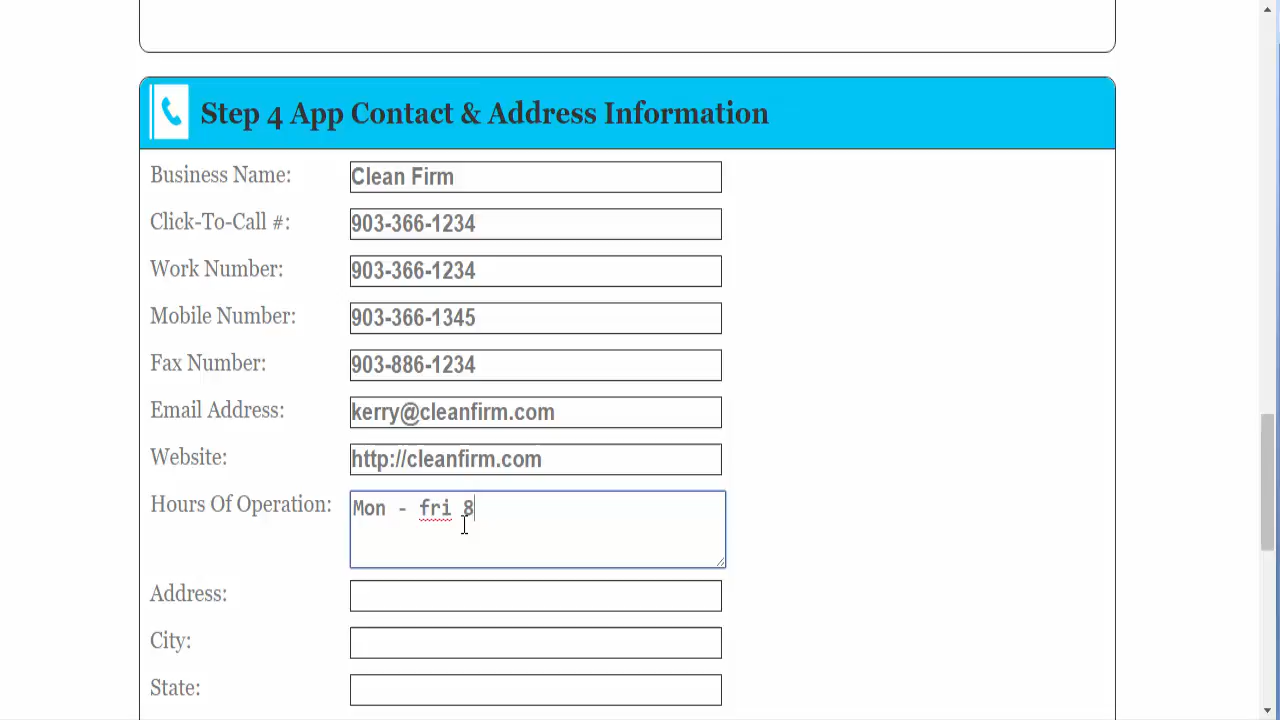 Step 4 App Contact & Address Information
Business Name: Clean Firm
Click-To-Call #: 903-366-1234
Work Number: 903-366-1234
Mobile Number: 903-366-1345
Fax Number: 903-886-1234
Email Address: kerry@cleanfirm.com
Website: http://cleanfirm.com
Hours Of Operation: Mon - fri 8
Address:
City:
State: